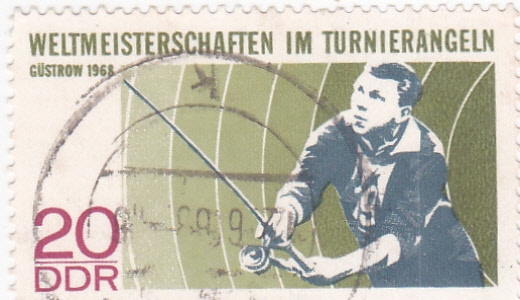 WELTMEISTERSCHAFTEN IM TURNIERANGELN
GÜSTROW 1968
20
DDR